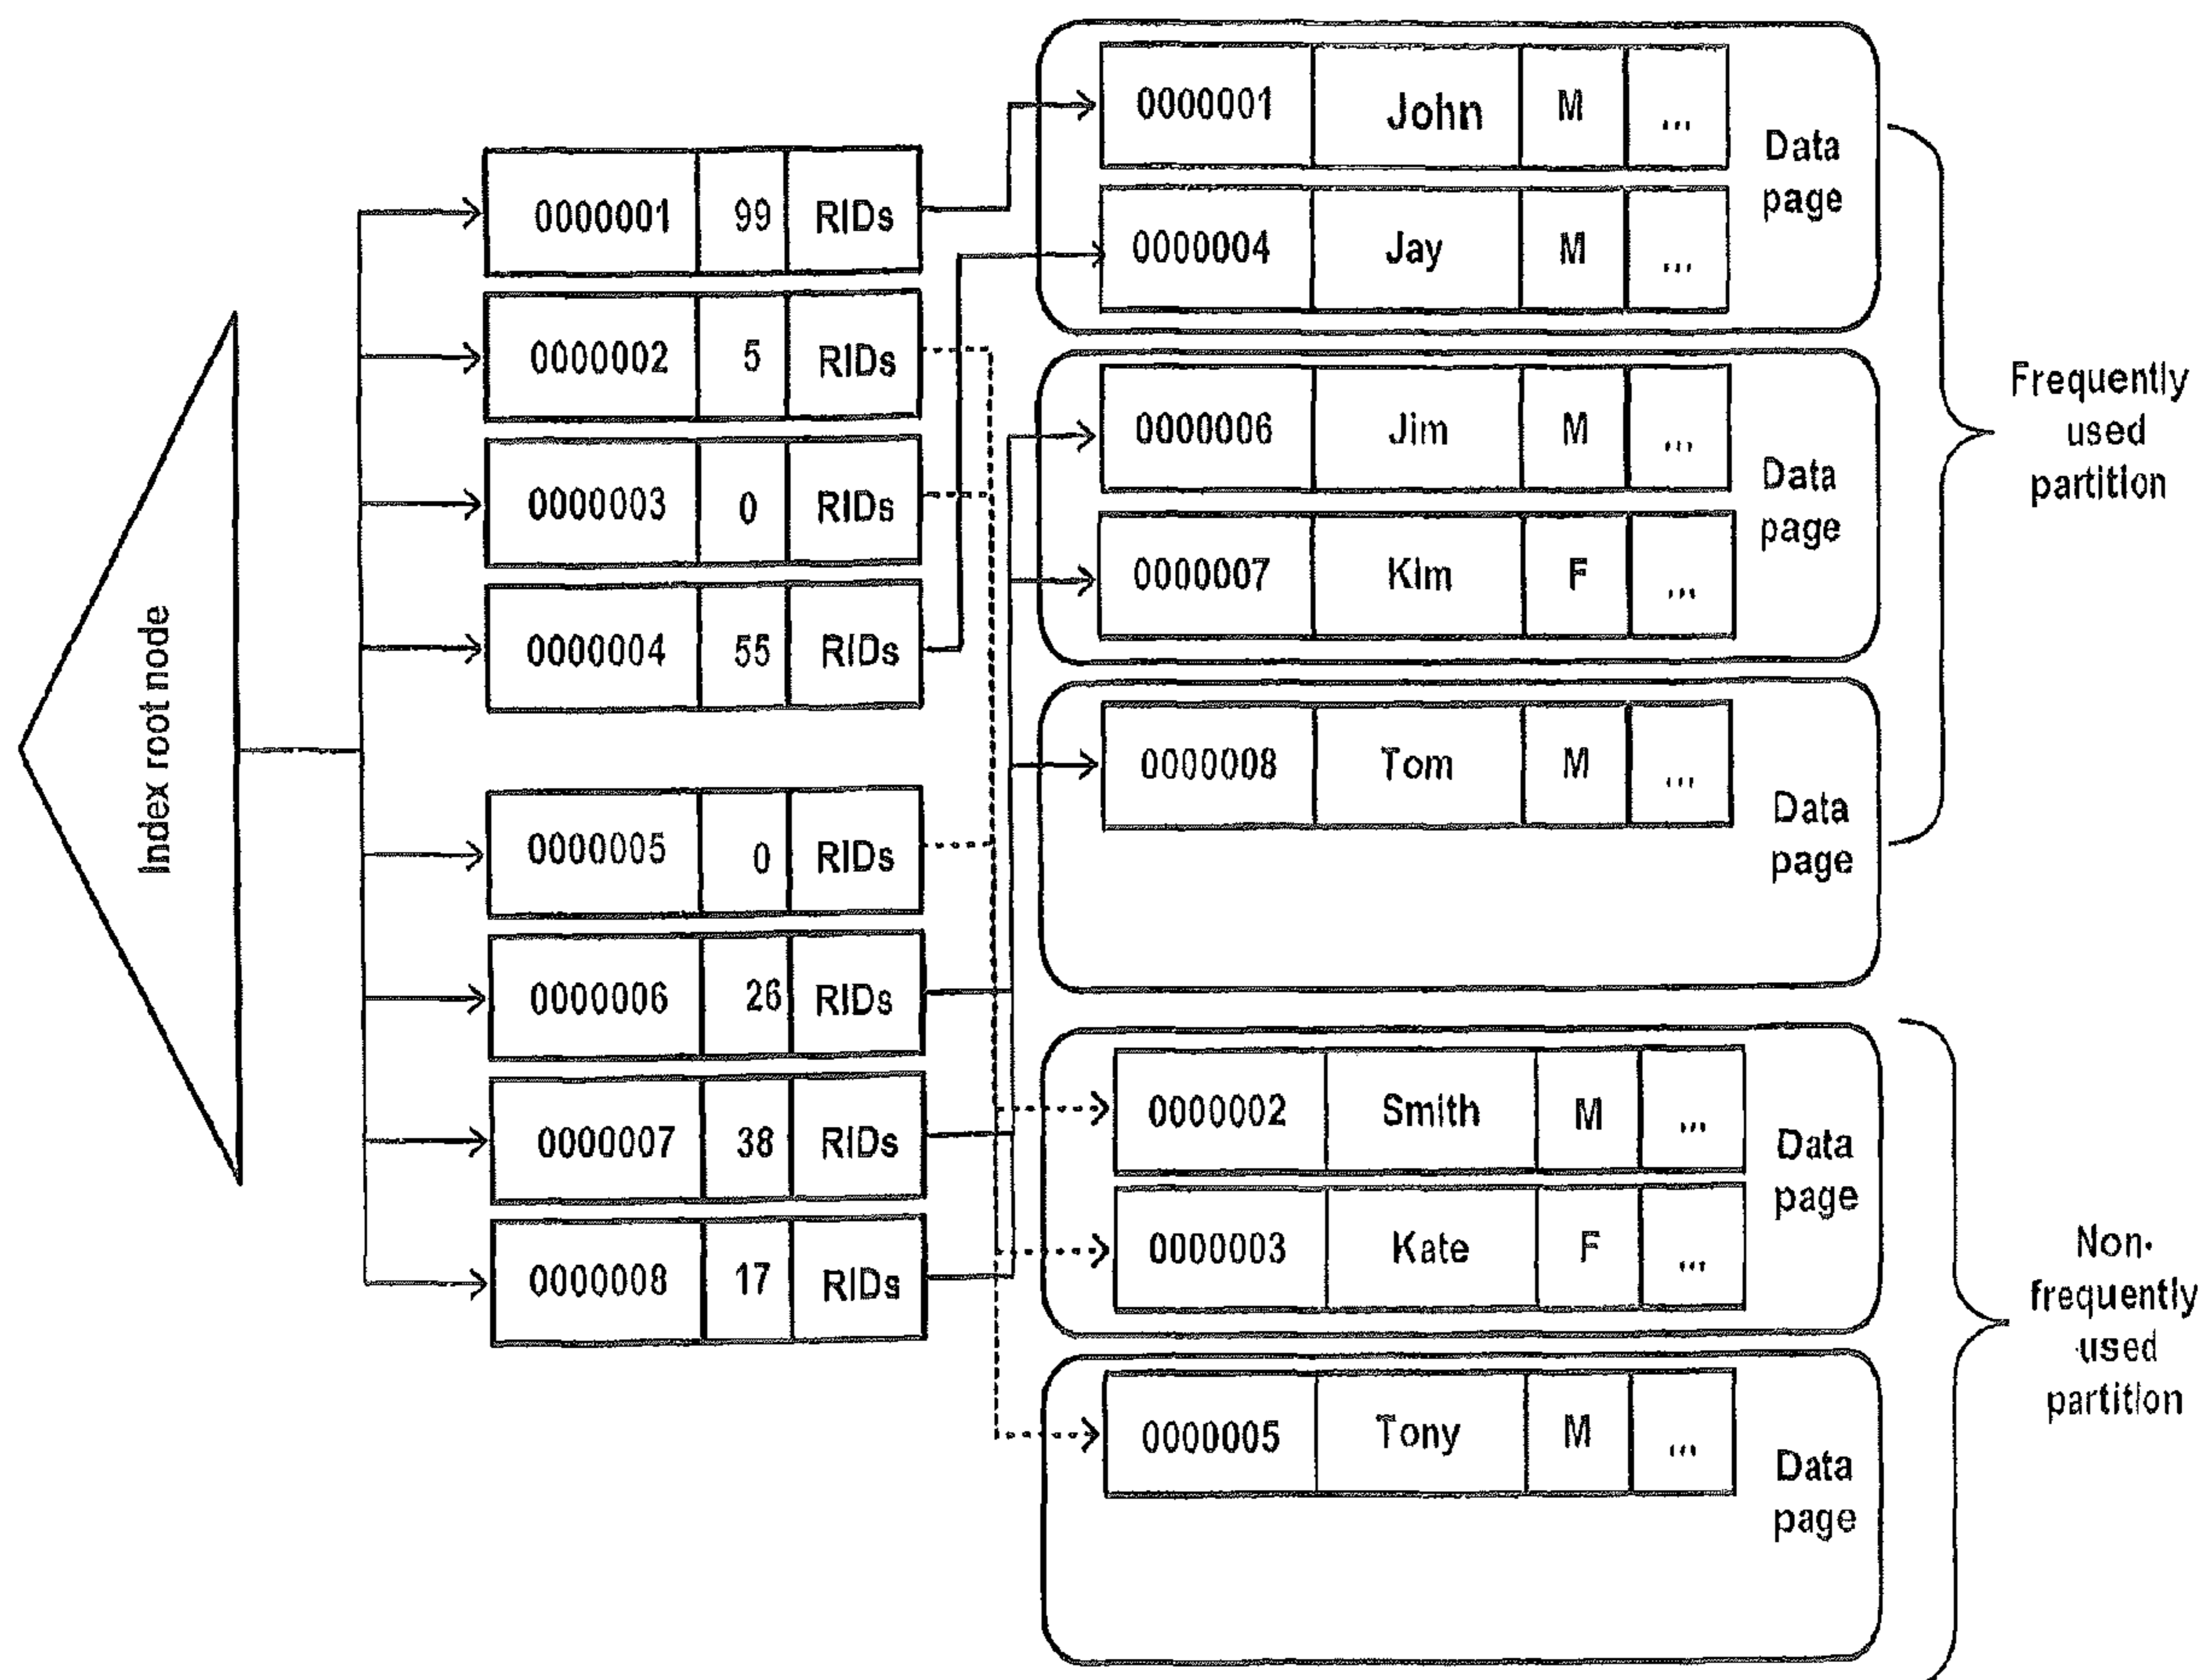 Index root node
0000001 99 RIDs
0000002 5 RIDs
0000003 0 RIDs
0000004 55 RIDs
0000005 0 RIDs
0000006 26 RIDs
0000007 38 RIDs
0000008 17 RIDs
0000001 John M ...
0000004 Jay M ...
Data
page
0000006 Jim M ...
0000007 Kim F ...
Data
page
0000008 Tom M ...
Data
page
Frequently
used
partition
0000002 Smith M ...
0000003 Kate F ...
Data
page
0000005 Tony M ...
Data
page
Non-
frequently
used
partition